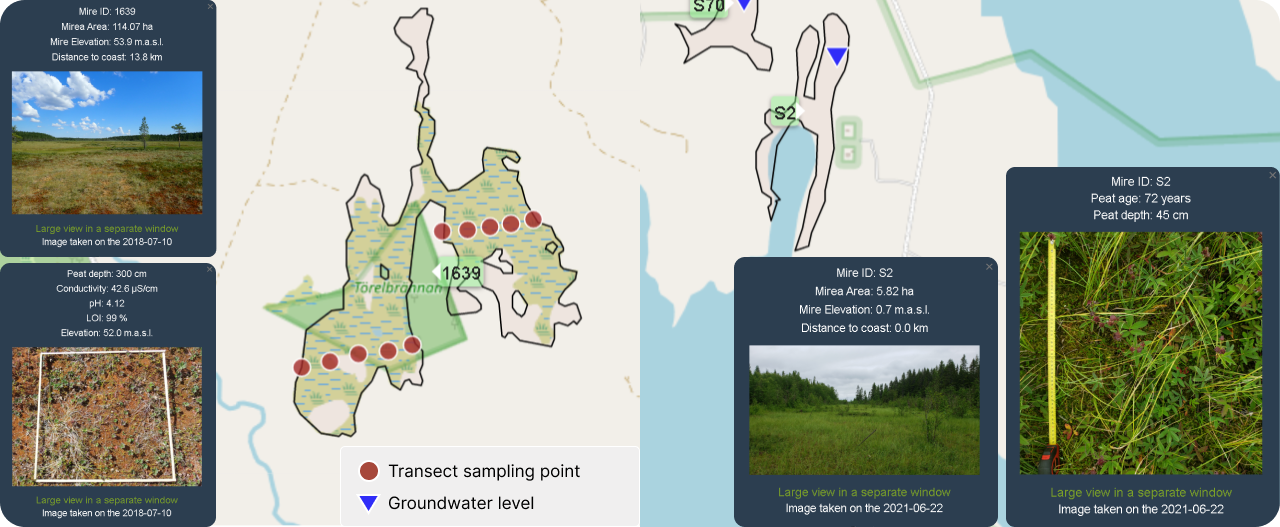 Mire ID: 1639
Mirea Area: 114.07 ha
Mire Elevation: 53.9 m.a.s.l.
Distance to coast: 13.8 km
Large view in a separate window
Image taken on the 2018-07-10
Peat depth: 300 cm
Conductivity: 42.6 µS/cm
pH: 4.12
LOI: 99 %
Elevation: 52.0 m.a.s.l.
Large view in a separate window
Image taken on the 2018-07-10
1639
Torelbrännan
Transect sampling point
Groundwater level
S70
S2
Mire ID: S2
Mirea Area: 5.82 ha
Mire Elevation: 0.7 m.a.s.l.
Distance to coast: 0.0 km
Large view in a separate window
Image taken on the 2021-06-22
Mire ID: S2
Peat age: 72 years
Peat depth: 45 cm
Large view in a separate window
Image taken on the 2021-06-22